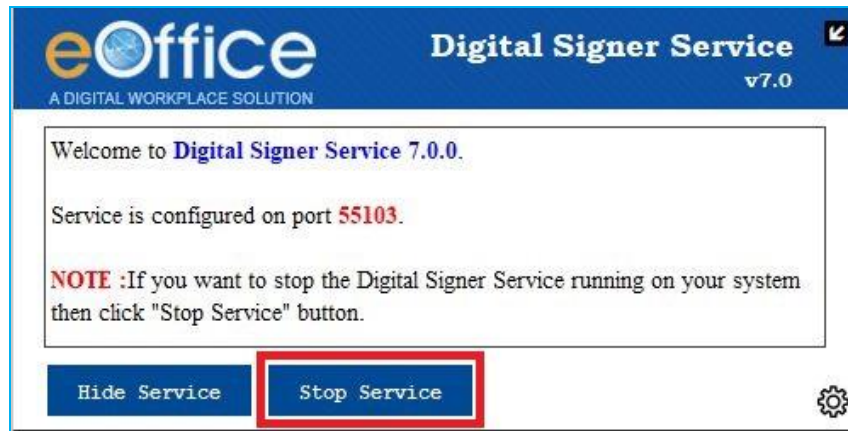 eOffice
A DIGITAL WORKPLACE SOLUTION
Digital Signer Service
v7.0
Welcome to Digital Signer Service 7.0.0.
Service is configured on port 55103.
NOTE :If you want to stop the Digital Signer Service running on your system
then click "Stop Service" button.
Hide Service
Stop Service